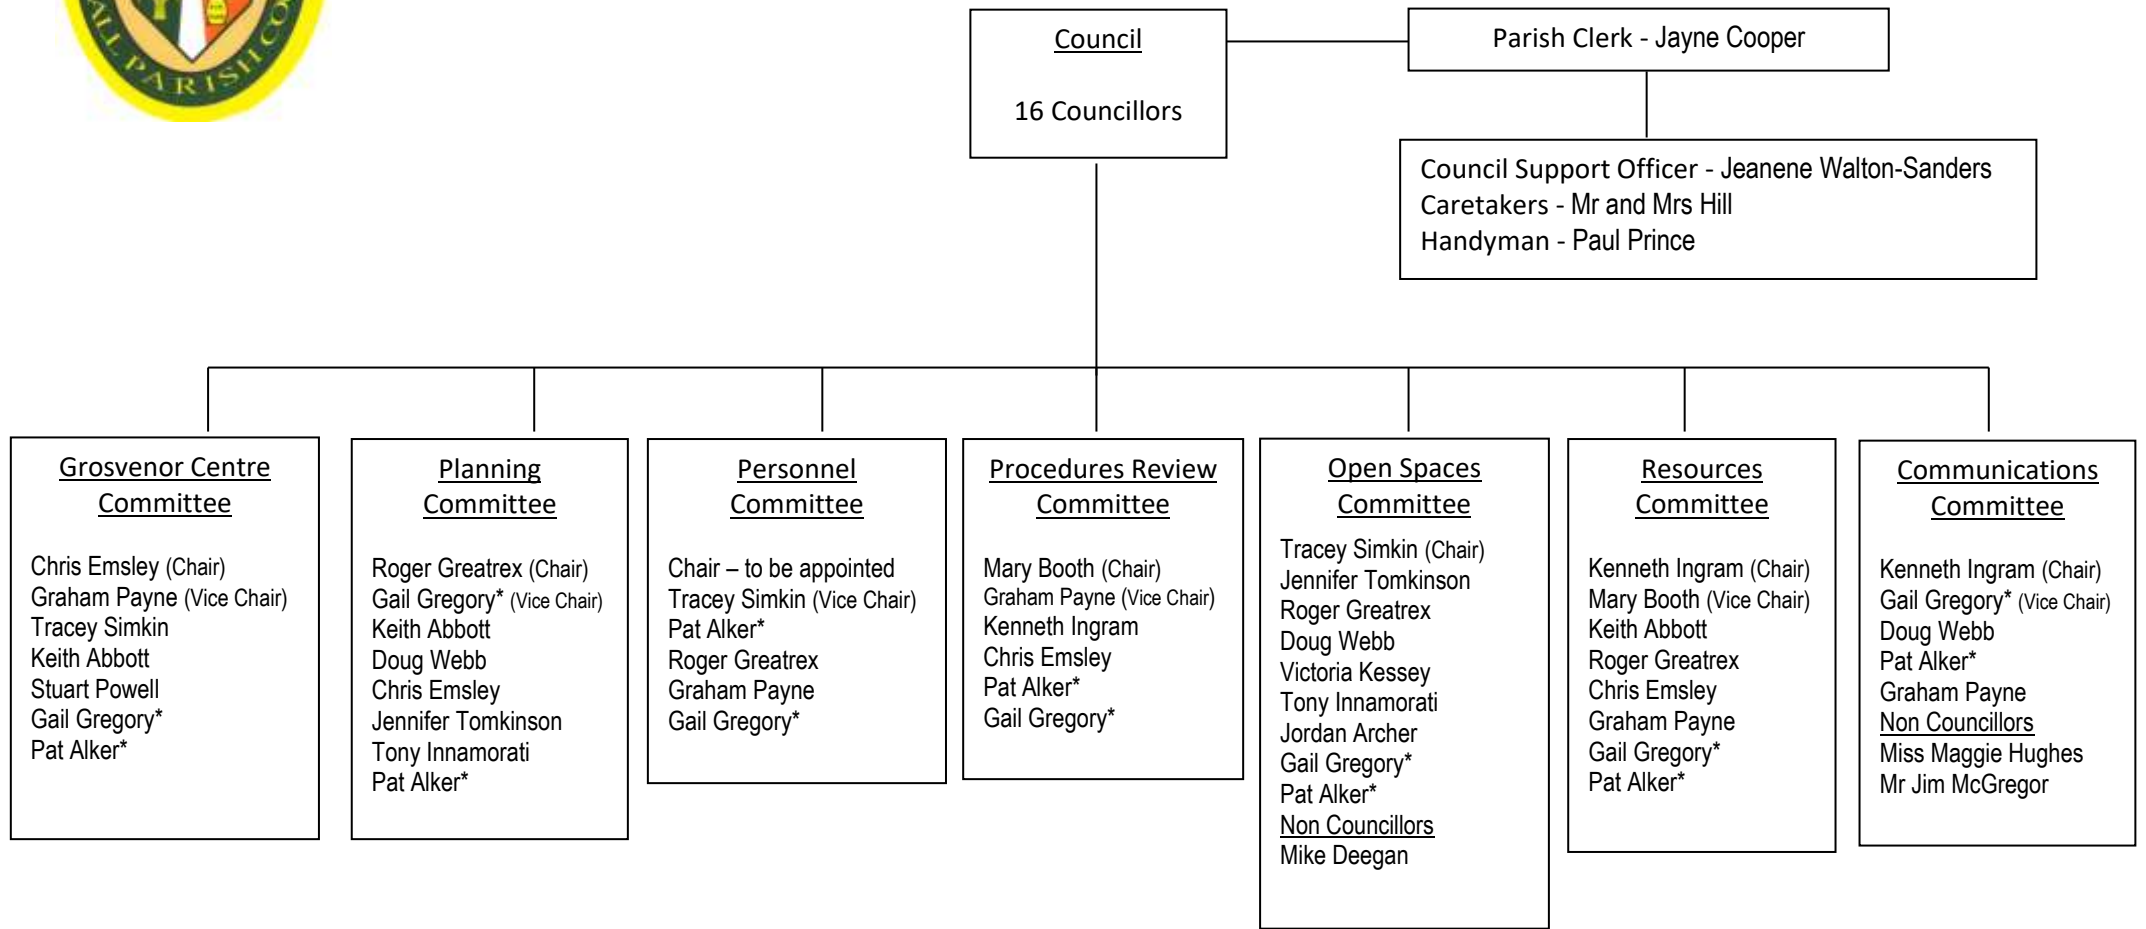 ALL PARISH CO
Council
16 Councillors
Parish Clerk - Jayne Cooper
Council Support Officer - Jeanene Walton-Sanders
Caretakers - Mr and Mrs Hill
Handyman - Paul Prince
Grosvenor Centre
Committee
Chris Emsley (Chair)
Graham Payne (Vice Chair)
Tracey Simkin
Keith Abbott
Stuart Powell
Gail Gregory*
Pat Alker*
Planning
Committee
Roger Greatrex (Chair)
Gail Gregory* (Vice Chair)
Keith Abbott
Doug Webb
Chris Emsley
Jennifer Tomkinson
Tony Innamorati
Pat Alker*
Personnel
Committee
Chair – to be appointed
Tracey Simkin (Vice Chair)
Pat Alker*
Roger Greatrex
Graham Payne
Gail Gregory*
Procedures Review
Committee
Mary Booth (Chair)
Graham Payne (Vice Chair)
Kenneth Ingram
Chris Emsley
Pat Alker*
Gail Gregory*
Open Spaces
Committee
Tracey Simkin (Chair)
Jennifer Tomkinson
Roger Greatrex
Doug Webb
Victoria Kessey
Tony Innamorati
Jordan Archer
Gail Gregory*
Pat Alker*
Non Councillors
Mike Deegan
Resources
Committee
Kenneth Ingram (Chair)
Mary Booth (Vice Chair)
Keith Abbott
Roger Greatrex
Chris Emsley
Graham Payne
Gail Gregory*
Pat Alker*
Communications
Committee
Kenneth Ingram (Chair)
Gail Gregory* (Vice Chair)
Doug Webb
Pat Alker*
Graham Payne
Non Councillors
Miss Maggie Hughes
Mr Jim McGregor